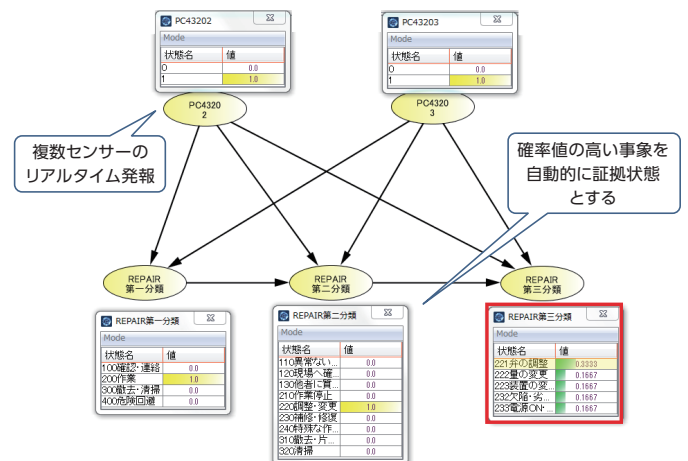 PC43202
Mode
状態名 値
0 0.0
1 1.0
PC43203
Mode
状態名 値
0 0.0
1 1.0
PC4320
2
PC4320
3
複数センサーの
リアルタイム発報
確率値の高い事象を
自動的に証拠状態
とする
REPAIR
第一分類
REPAIR
第二分類
REPAIR
第三分類
REPAIR第一分類
Mode
状態名 値
100確認・連絡 0.0
200作業 1.0
300撤去・清掃 0.0
400危険回避 0.0
REPAIR第二分類
Mode
状態名 値
110異常ない... 0.0
120現場へ確... 0.0
130他者に質... 0.0
210作業停止 0.0
220調整・変更 1.0
230補修・修復 0.0
240特殊な作... 0.0
310撤去・片... 0.0
320清掃 0.0
REPAIR第三分類
Mode
状態名 値
221弁の調整 0.3333
222量の変更 0.1667
223装置の変... 0.1667
232欠陥・劣... 0.1667
233電源ON・... 0.1667